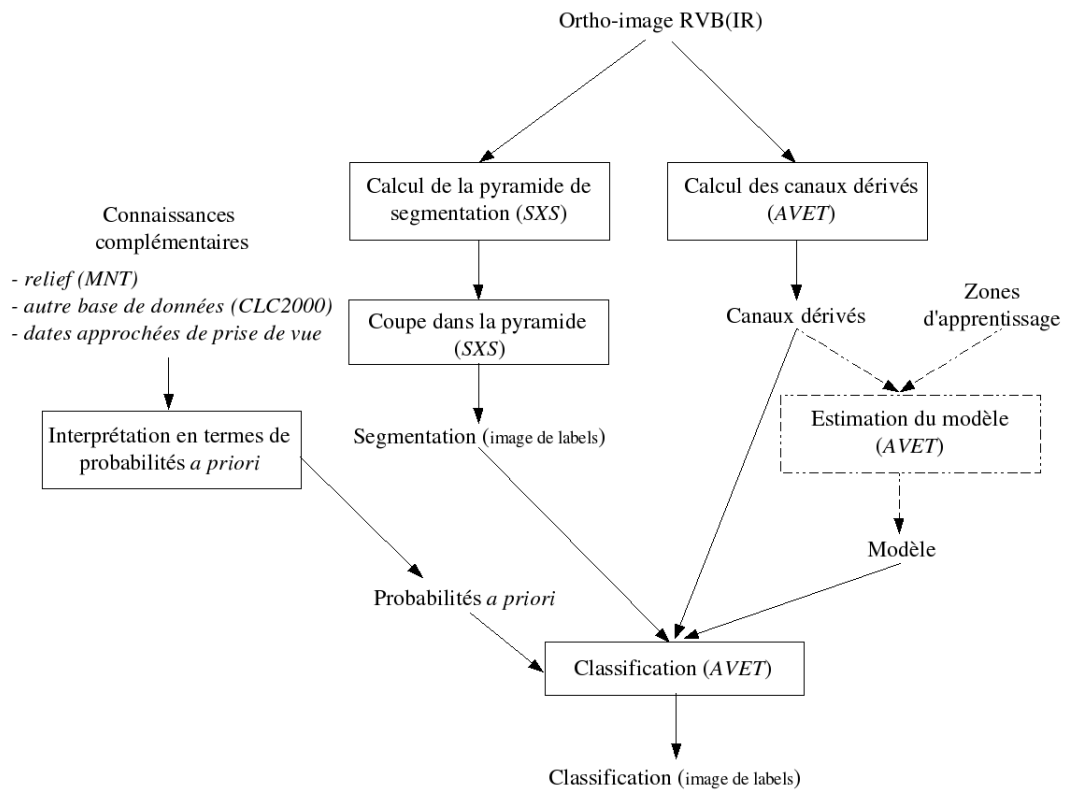 Ortho-image RVB(IR)
Calcul de la pyramide de
segmentation (SXS)
Calcul des canaux dérivés
(AVET)
Connaissances
complémentaires
- relief (MNT)
- autre base de données (CLC2000)
- dates approchées de prise de vue
Coupe dans la pyramide
(SXS)
Canaux dérivés
Zones
d'apprentissage
Interprétation en termes de
probabilités a priori
Segmentation (image de labels)
Estimation du modèle
(AVET)
Modèle
Probabilités a priori
Classification (AVET)
Classification (image de labels)